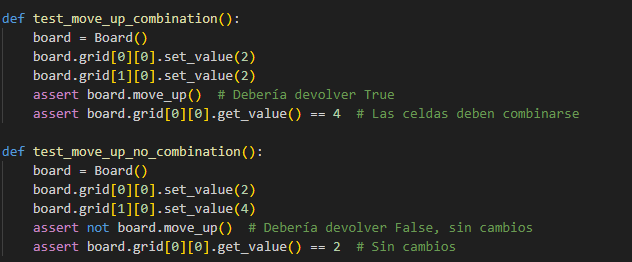 def test_move_up_combination():
    board = Board()
    board.grid[0][0].set_value(2)
    board.grid[1][0].set_value(2)
    assert board.move_up()  # Debería devolver True
    assert board.grid[0][0].get_value() == 4  # Las celdas deben combinarse

def test_move_up_no_combination():
    board = Board()
    board.grid[0][0].set_value(2)
    board.grid[1][0].set_value(4)
    assert not board.move_up()  # Debería devolver False, sin cambios
    assert board.grid[0][0].get_value() == 2  # Sin cambios